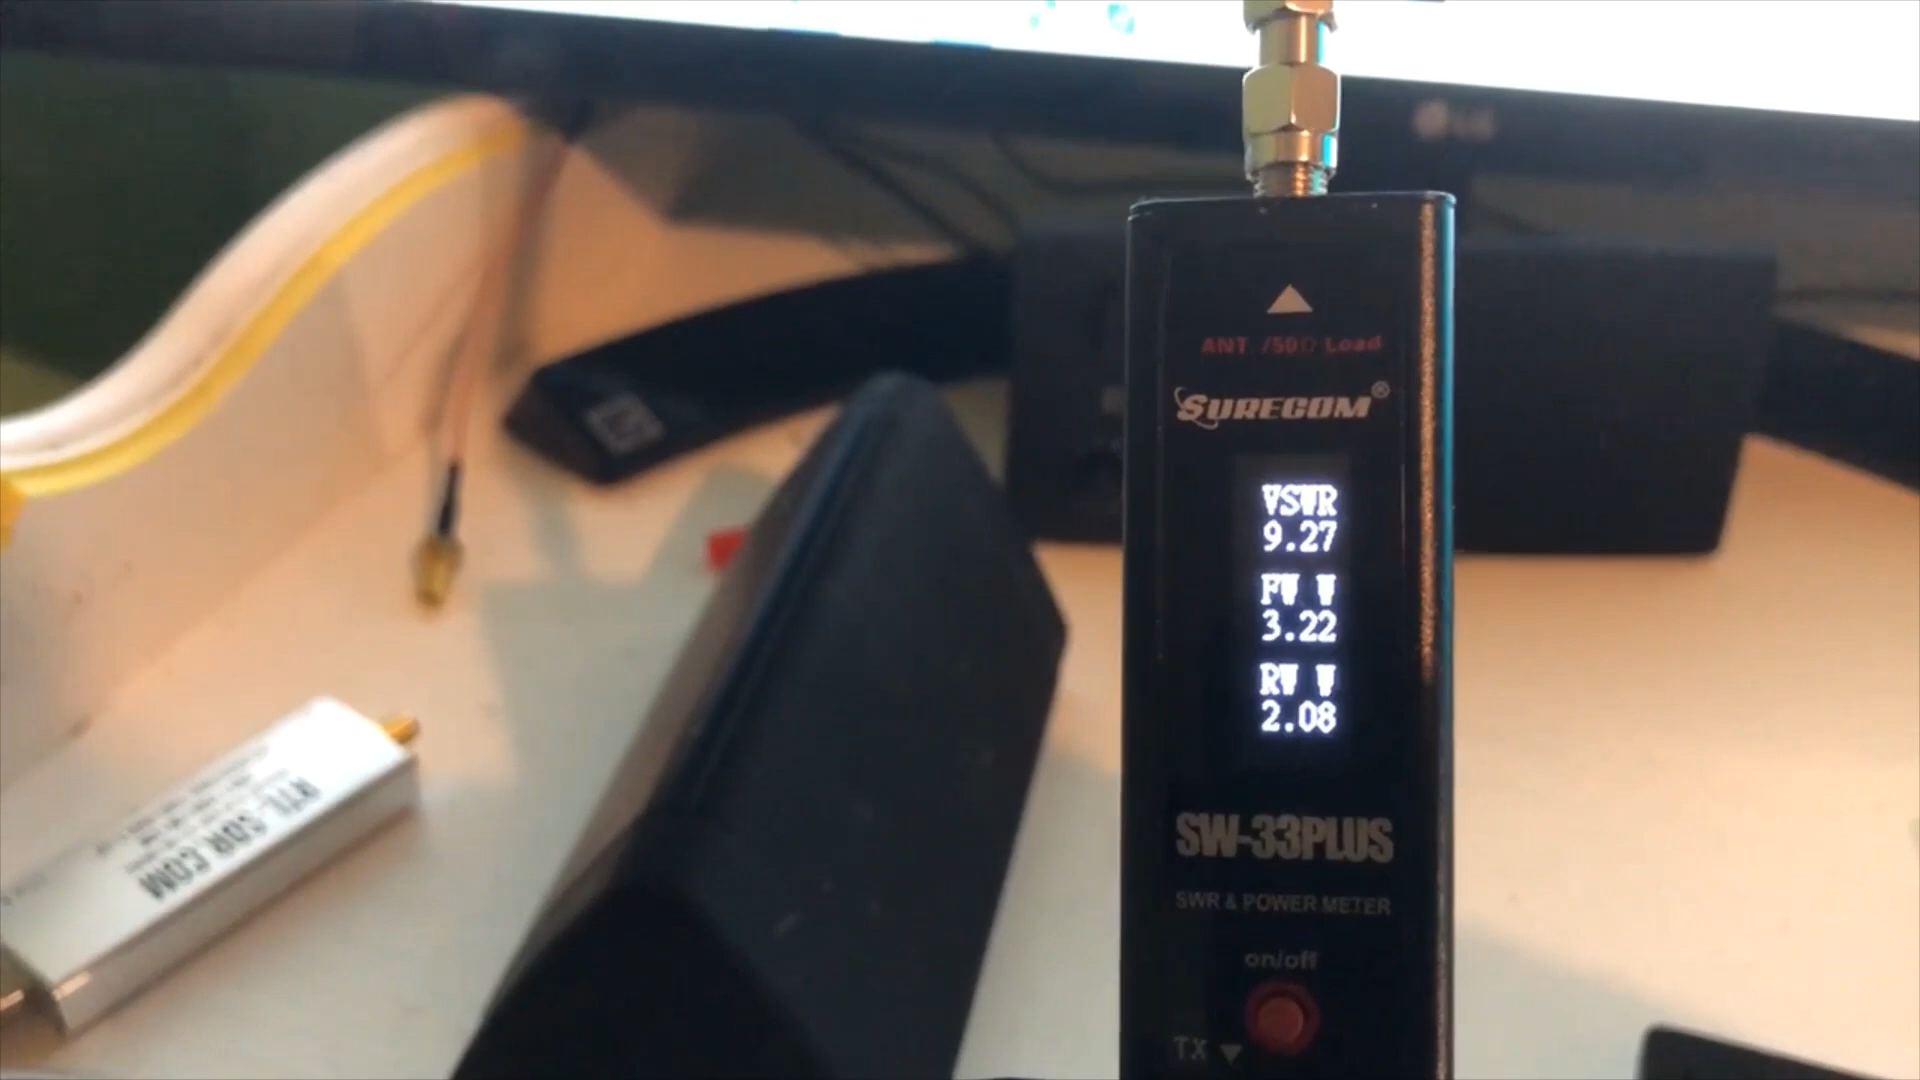 LG
ANT. /50Ω Load
SURECOM®
VSWR
9.27
FW W
3.22
RW W
2.08
SW-33PLUS
SWR & POWER METER
on/off
TX
RTL-SDR.COM